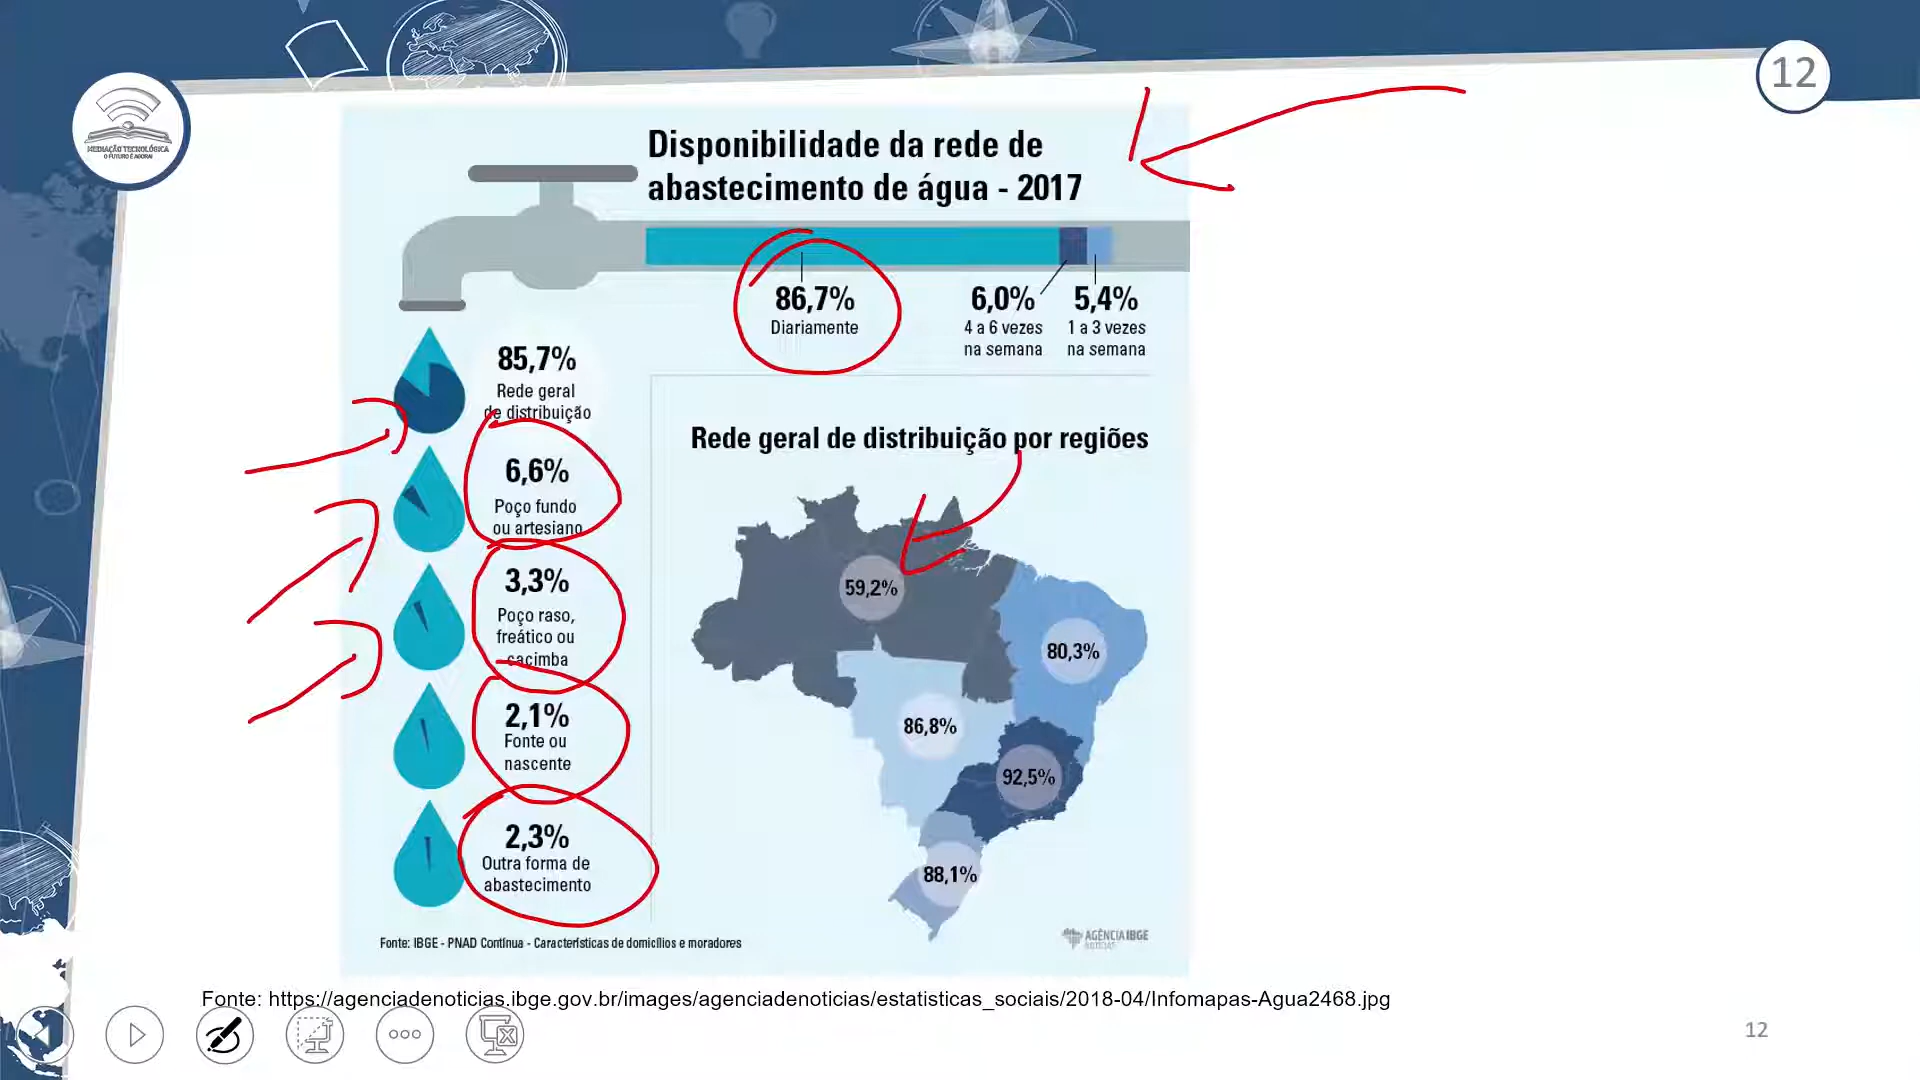 12
MEDIAÇÃO TECNOLÓGICA
O FUTURO É AGORA!
Disponibilidade da rede de
abastecimento de água - 2017
86,7%
Diariamente
6,0%
4 a 6 vezes
na semana
5,4%
1 a 3 vezes
na semana
85,7%
Rede geral
de distribuição
6,6%
Poço fundo
ou artesiano
3,3%
Poço raso,
freático ou
cacimba
2,1%
Fonte ou
nascente
2,3%
Outra forma de
abastecimento
Rede geral de distribuição por regiões
59,2%
80,3%
86,8%
92,5%
88,1%
Fonte: IBGE - PNAD Contínua - Características de domicílios e moradores
AGÊNCIA IBGE
NOTÍCIAS
Fonte: https://agenciadenoticias.ibge.gov.br/images/agenciadenoticias/estatisticas_sociais/2018-04/Infomapas-Agua2468.jpg
12